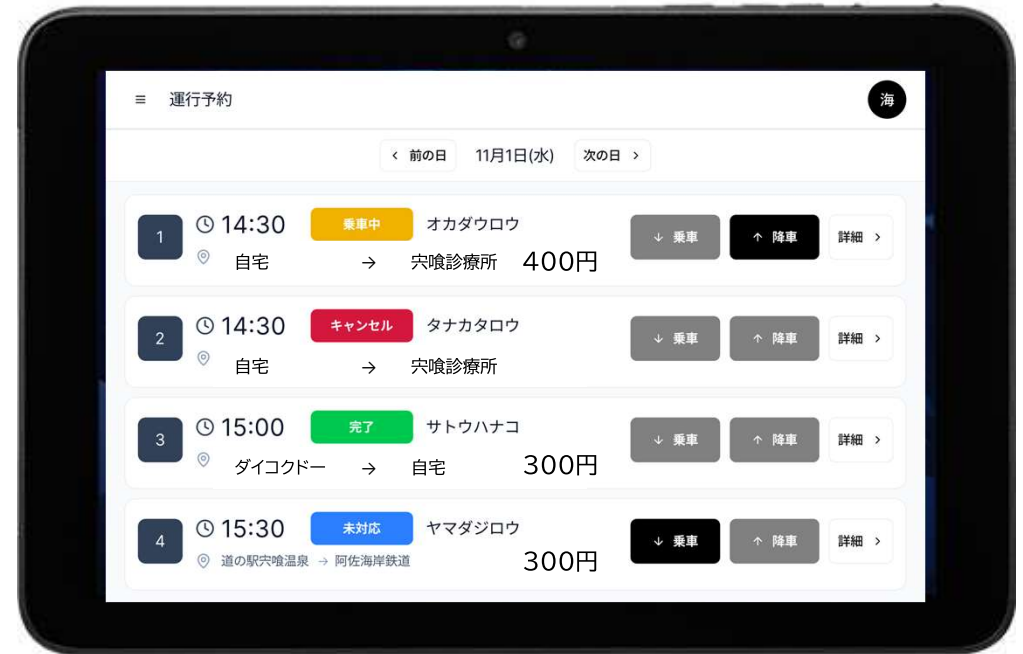 ≡ 運行予約 海
< 前の日 11月1日(水) 次の日 >
1 14:30 乗車中 オカダウロウ ↓ 乗車 ↑ 降車 詳細 >
自宅 → 宍喰診療所 400円
2 14:30 キャンセル タナカタロウ ↓ 乗車 ↑ 降車 詳細 >
自宅 → 宍喰診療所
3 15:00 完了 サトウハナコ ↓ 乗車 ↑ 降車 詳細 >
ダイコクドー → 自宅 300円
4 15:30 未対応 ヤマダジロウ ↓ 乗車 ↑ 降車 詳細 >
道の駅宍喰温泉 → 阿佐海岸鉄道 300円